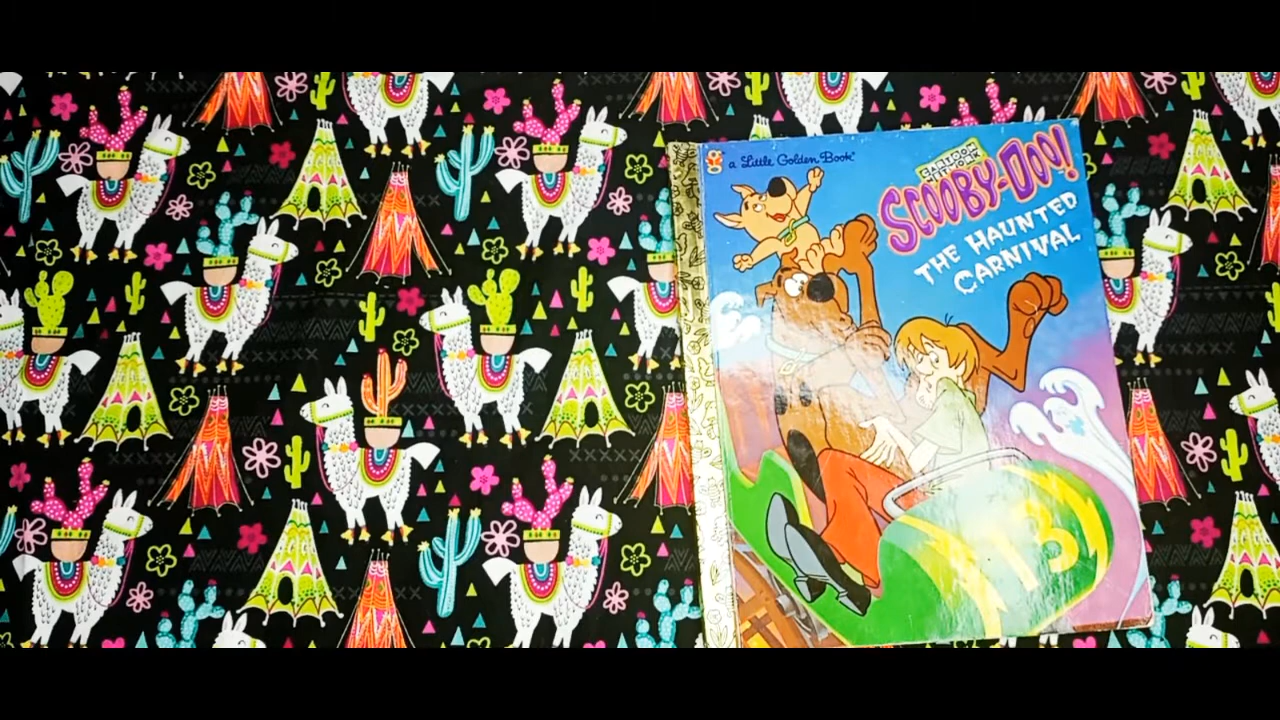 a Little Golden Book
CARTOON
NETWORK
SCOOBY-DOO!
THE HAUNTED
CARNIVAL
13